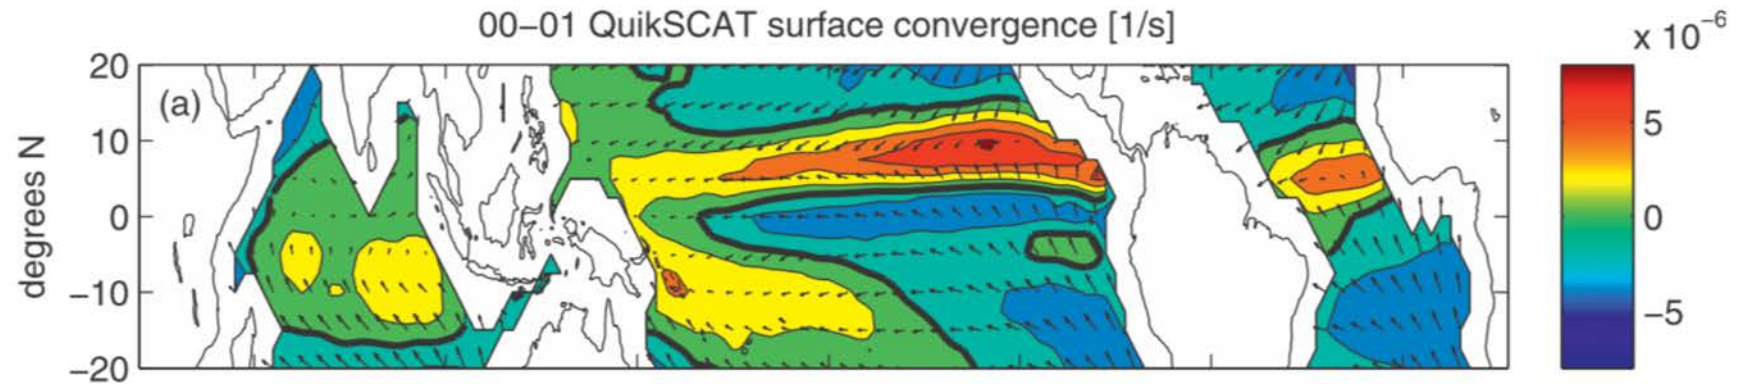 00−01 QuikSCAT surface convergence [1/s]
x 10⁻⁶
(a)
degrees N
20
10
0
−10
−20
5
0
−5